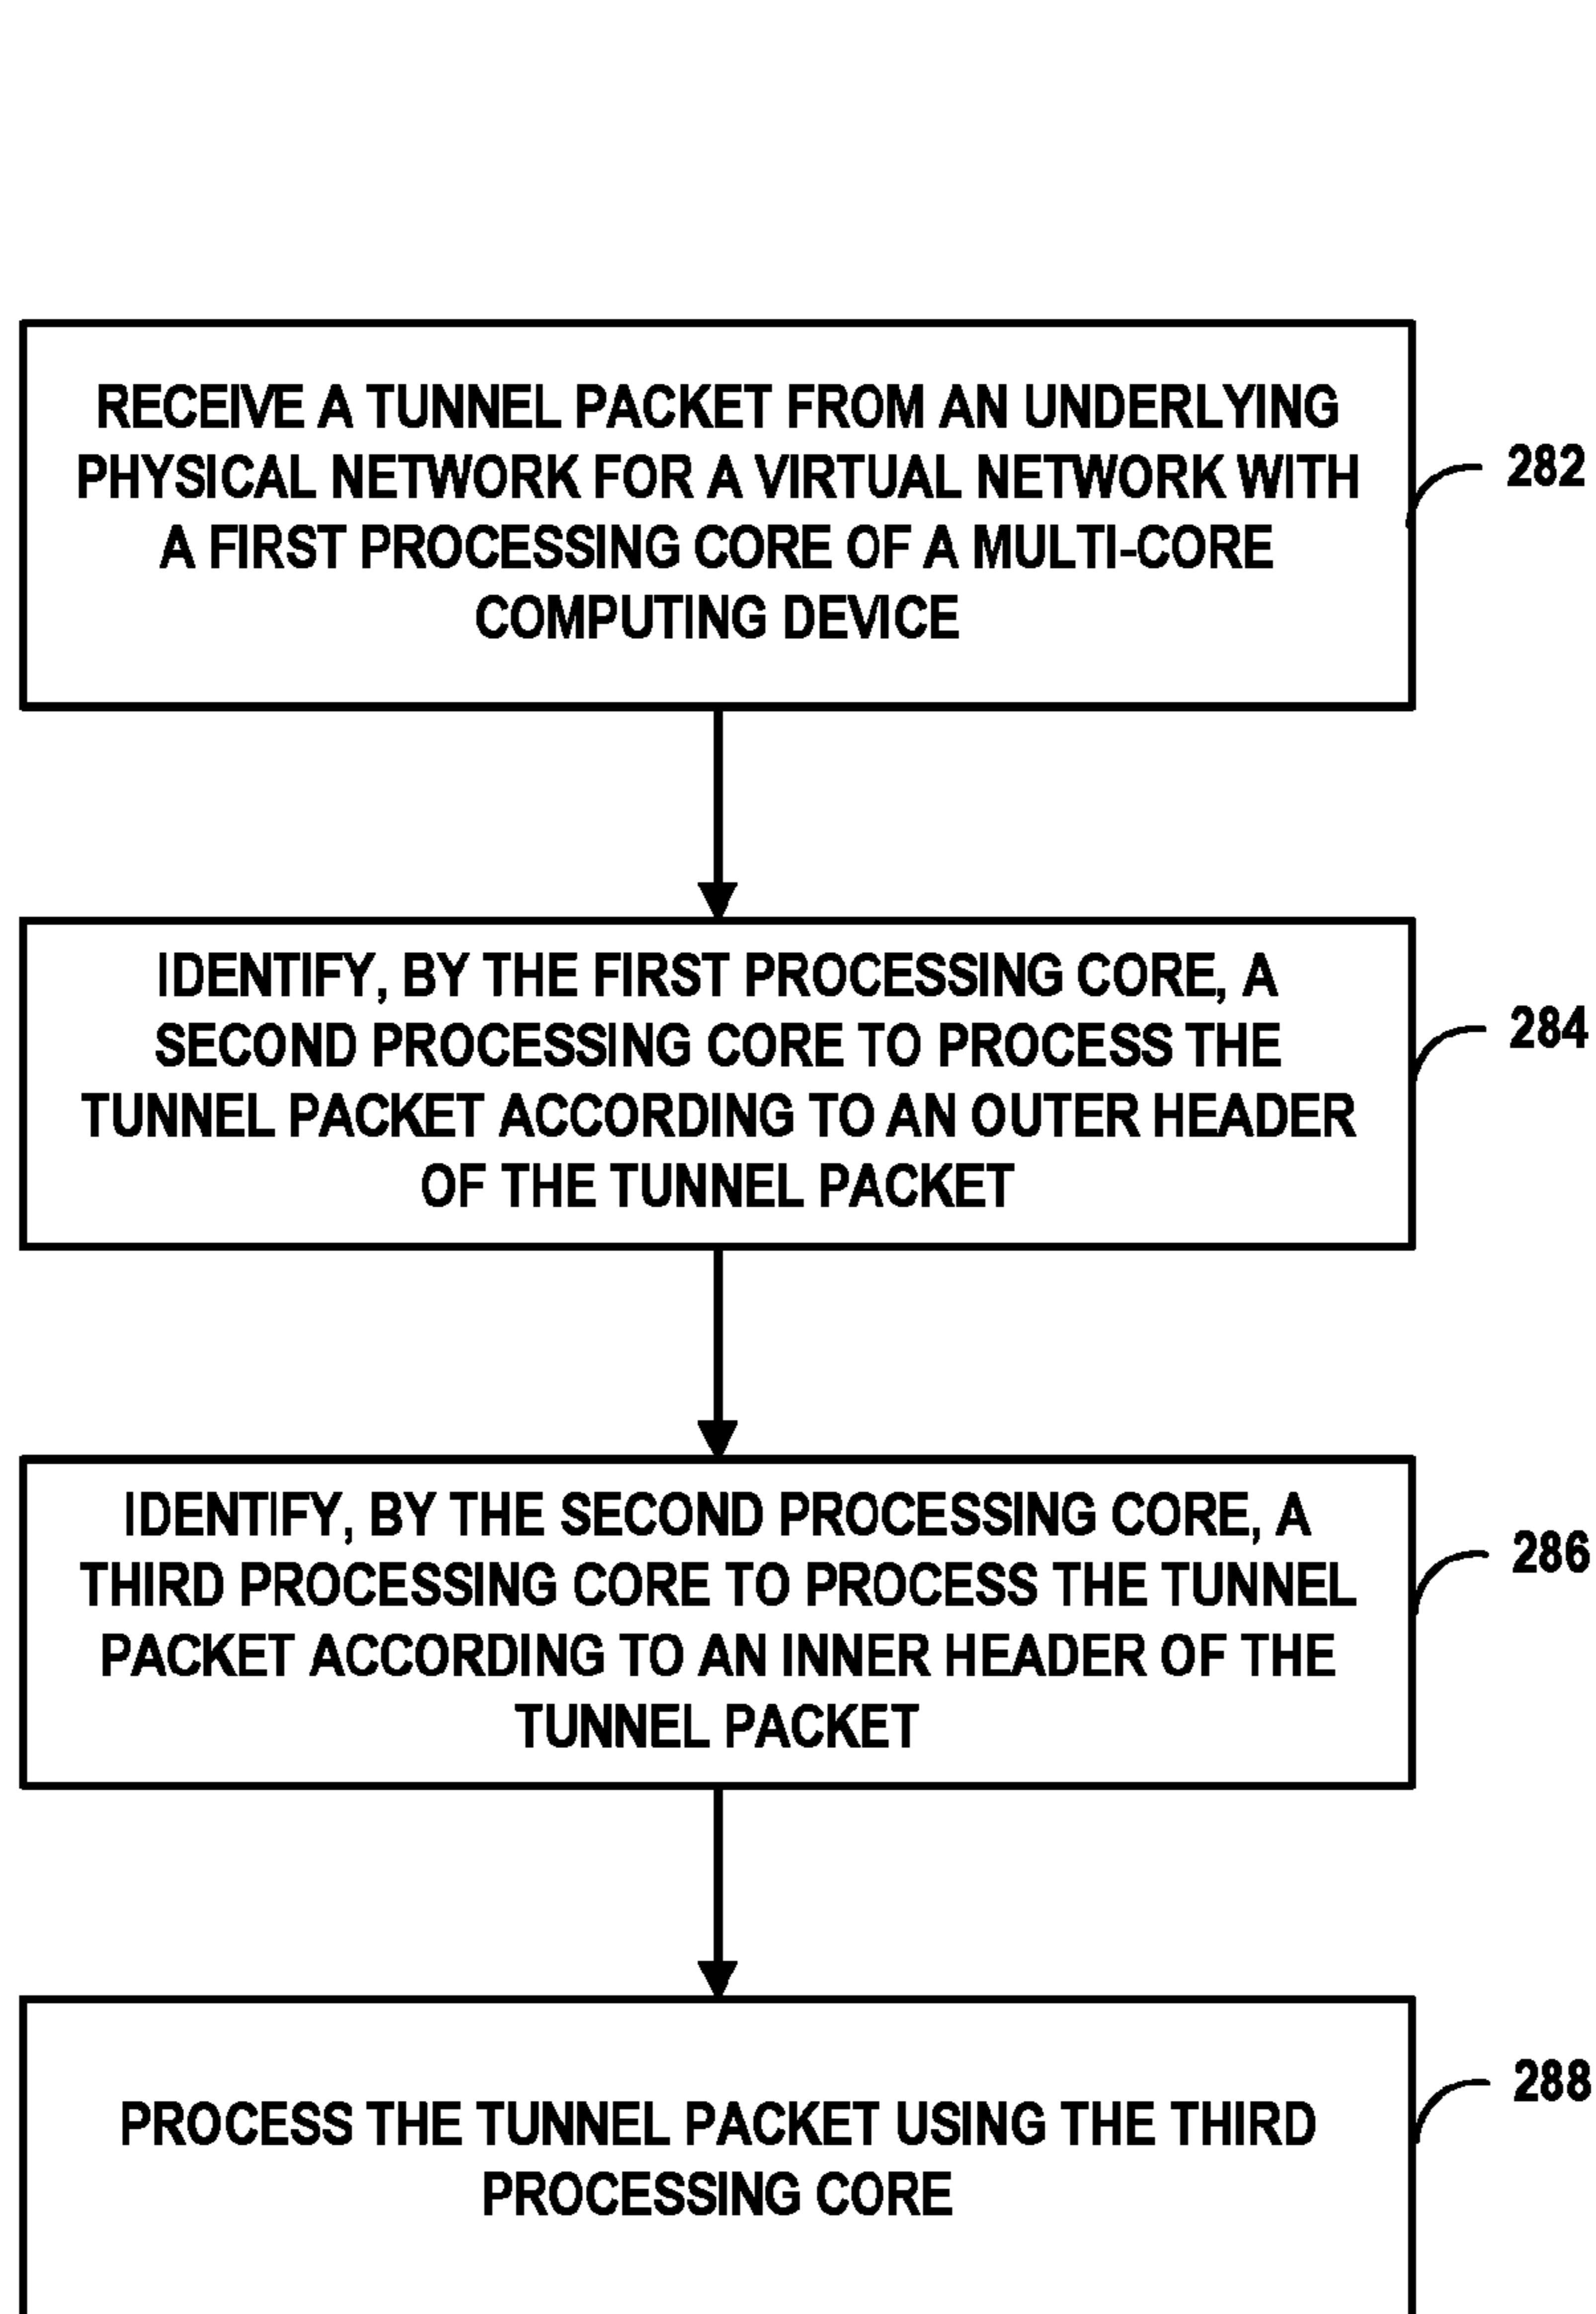 RECEIVE A TUNNEL PACKET FROM AN UNDERLYING
PHYSICAL NETWORK FOR A VIRTUAL NETWORK WITH
A FIRST PROCESSING CORE OF A MULTI-CORE
COMPUTING DEVICE
282
IDENTIFY, BY THE FIRST PROCESSING CORE, A
SECOND PROCESSING CORE TO PROCESS THE
TUNNEL PACKET ACCORDING TO AN OUTER HEADER
OF THE TUNNEL PACKET
284
IDENTIFY, BY THE SECOND PROCESSING CORE, A
THIRD PROCESSING CORE TO PROCESS THE TUNNEL
PACKET ACCORDING TO AN INNER HEADER OF THE
TUNNEL PACKET
286
PROCESS THE TUNNEL PACKET USING THE THIRD
PROCESSING CORE
288